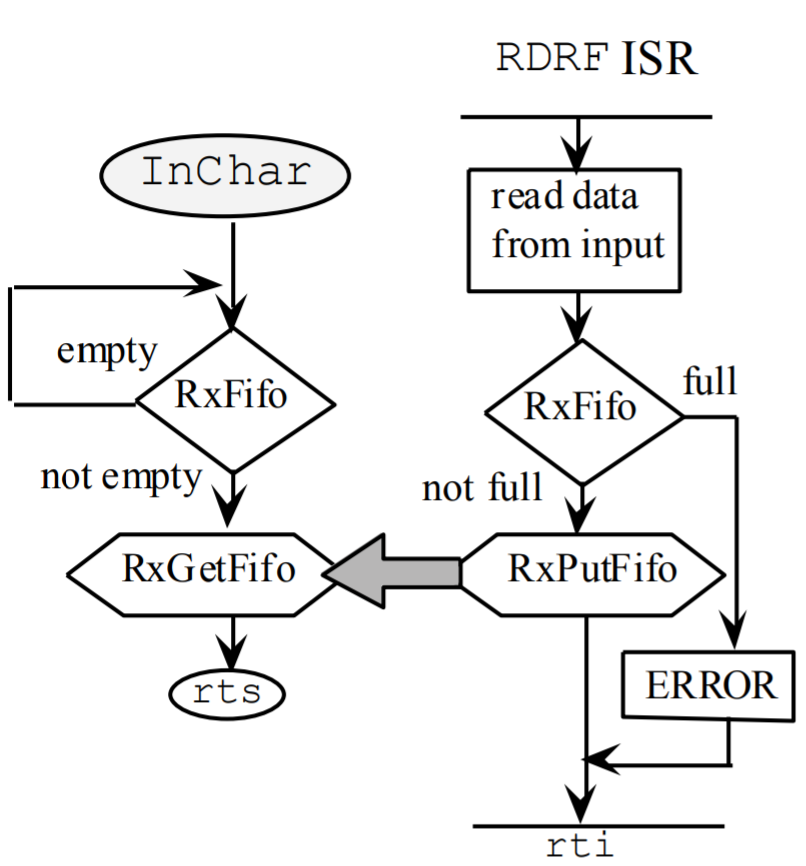 RDRF ISR
InChar
read data
from input
empty
RxFifo
full
RxFifo
not empty
not full
RxGetFifo
RxPutFifo
rts
ERROR
rti